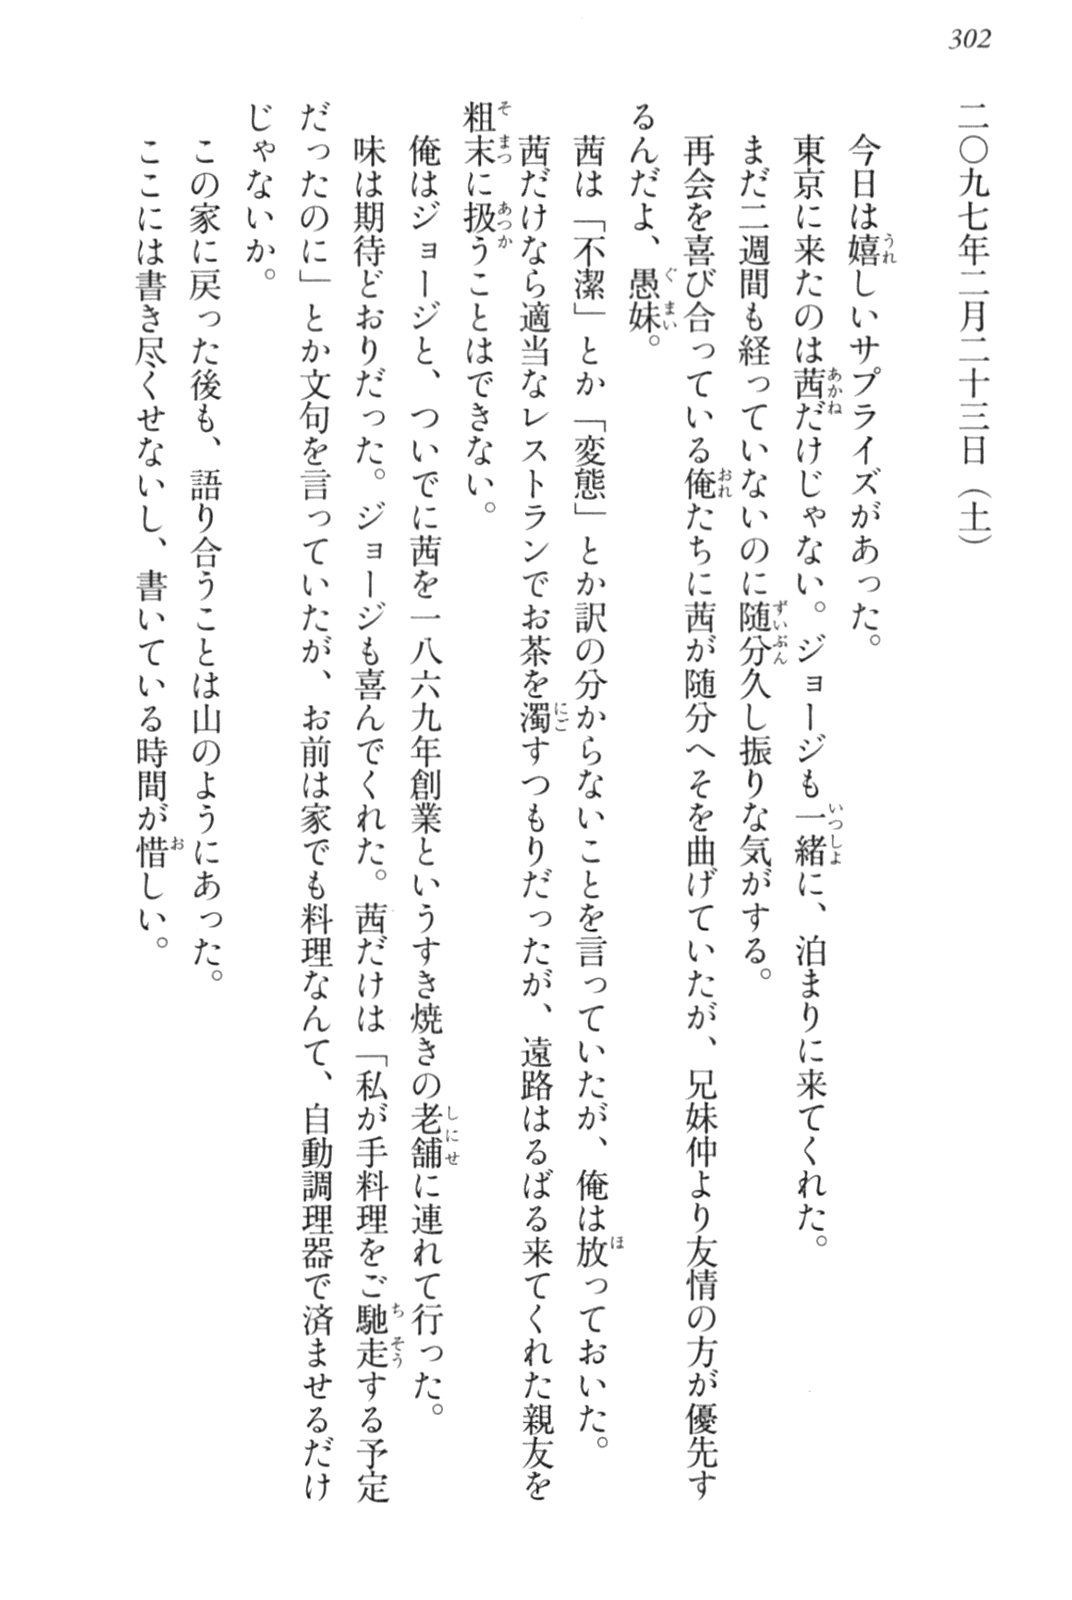 302
二〇九七年二月二十三日（土）
今日は嬉しいサプライズがあった。
東京に来たのは茜だけじゃない。ジョージも一緒に、泊まりに来てくれた。
まだ二週間も経っていないのに随分久し振りな気がする。
再会を喜び合っている俺たちに茜が随分へそを曲げていたが、兄妹仲より友情の方が優先す
るんだよ、愚妹。
茜は「不潔」とか「変態」とか訳の分からないことを言っていたが、俺は放っておいた。
茜だけなら適当なレストランでお茶を濁すつもりだったが、遠路はるばる来てくれた親友を
粗末に扱うことはできない。
俺はジョージと、ついでに茜を一八六九年創業というすき焼きの老舗に連れて行った。
味は期待どおりだった。ジョージも喜んでくれた。茜だけは「私が手料理をご馳走する予定
だったのに」とか文句を言っていたが、お前は家でも料理なんて、自動調理器で済ませるだけ
じゃないか。
この家に戻った後も、語り合うことは山のようにあった。
ここには書き尽くせないし、書いている時間が惜しい。